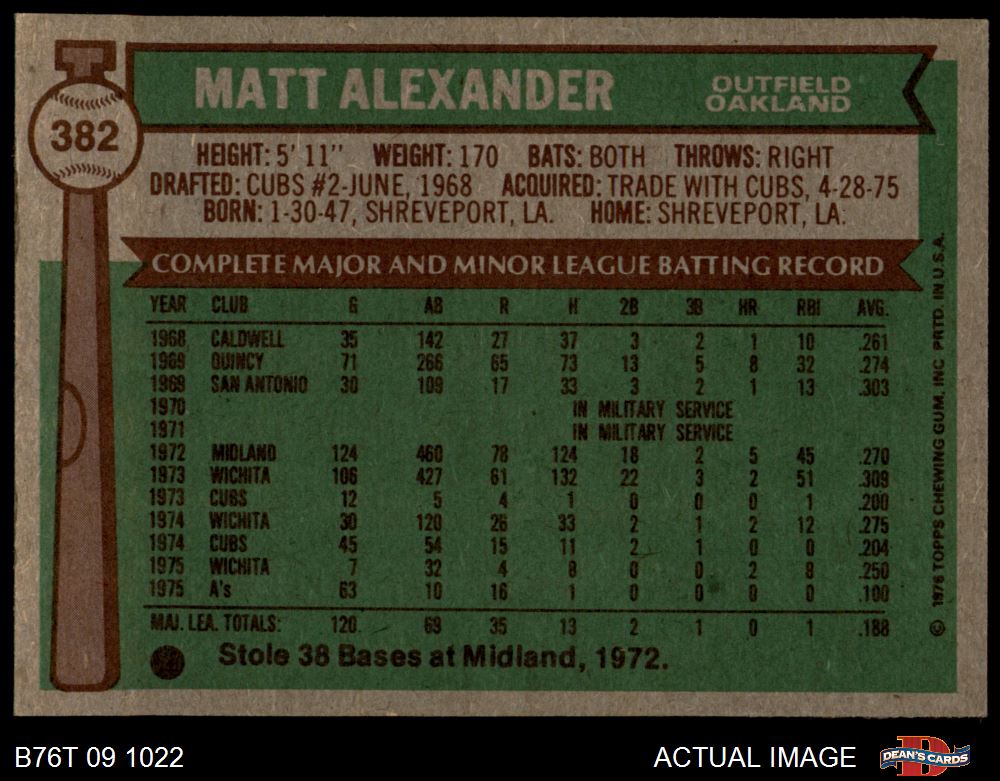 382
MATT ALEXANDER
OUTFIELD
OAKLAND
HEIGHT: 5' 11" WEIGHT: 170 BATS: BOTH THROWS: RIGHT
DRAFTED: CUBS #2-JUNE, 1968 ACQUIRED: TRADE WITH CUBS, 4-28-75
BORN: 1-30-47, SHREVEPORT, LA. HOME: SHREVEPORT, LA.
COMPLETE MAJOR AND MINOR LEAGUE BATTING RECORD
YEAR CLUB G AB R H 2B 3B HR RBI AVG.
1968 CALDWELL 35 142 27 37 3 2 1 10 .261
1969 QUINCY 71 266 65 73 13 5 8 32 .274
1969 SAN ANTONIO 30 109 17 33 3 2 1 13 .303
1970 IN MILITARY SERVICE
1971 IN MILITARY SERVICE
1972 MIDLAND 124 460 78 124 18 2 5 45 .270
1973 WICHITA 106 427 61 132 22 3 2 51 .309
1973 CUBS 12 5 4 1 0 0 0 1 .200
1974 WICHITA 30 120 26 33 2 1 2 12 .275
1974 CUBS 45 54 15 11 2 1 0 0 .204
1975 WICHITA 7 32 4 8 0 0 2 8 .250
1975 A's 63 10 16 1 0 0 0 0 .100
MAJ. LEA. TOTALS: 120 69 35 13 2 1 0 1 .188
Stole 38 Bases at Midland, 1972.
© 1976 TOPPS CHEWING GUM, INC PRTD. IN U.S.A.
B76T 09 1022
ACTUAL IMAGE
DEAN'S CARDS